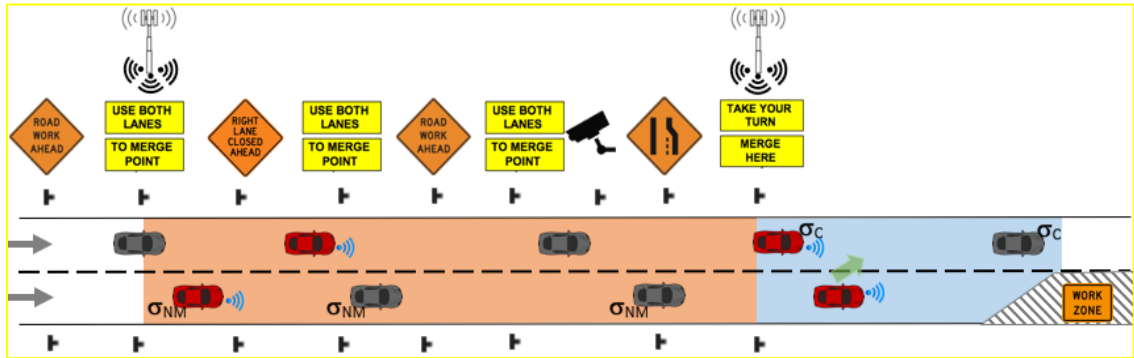 ROAD
WORK
AHEAD
USE BOTH
LANES
TO MERGE
POINT
RIGHT
LANE
CLOSED
AHEAD
USE BOTH
LANES
TO MERGE
POINT
ROAD
WORK
AHEAD
USE BOTH
LANES
TO MERGE
POINT
TAKE YOUR
TURN
MERGE
HERE
σC
σC
σNM
σNM
σNM
WORK
ZONE